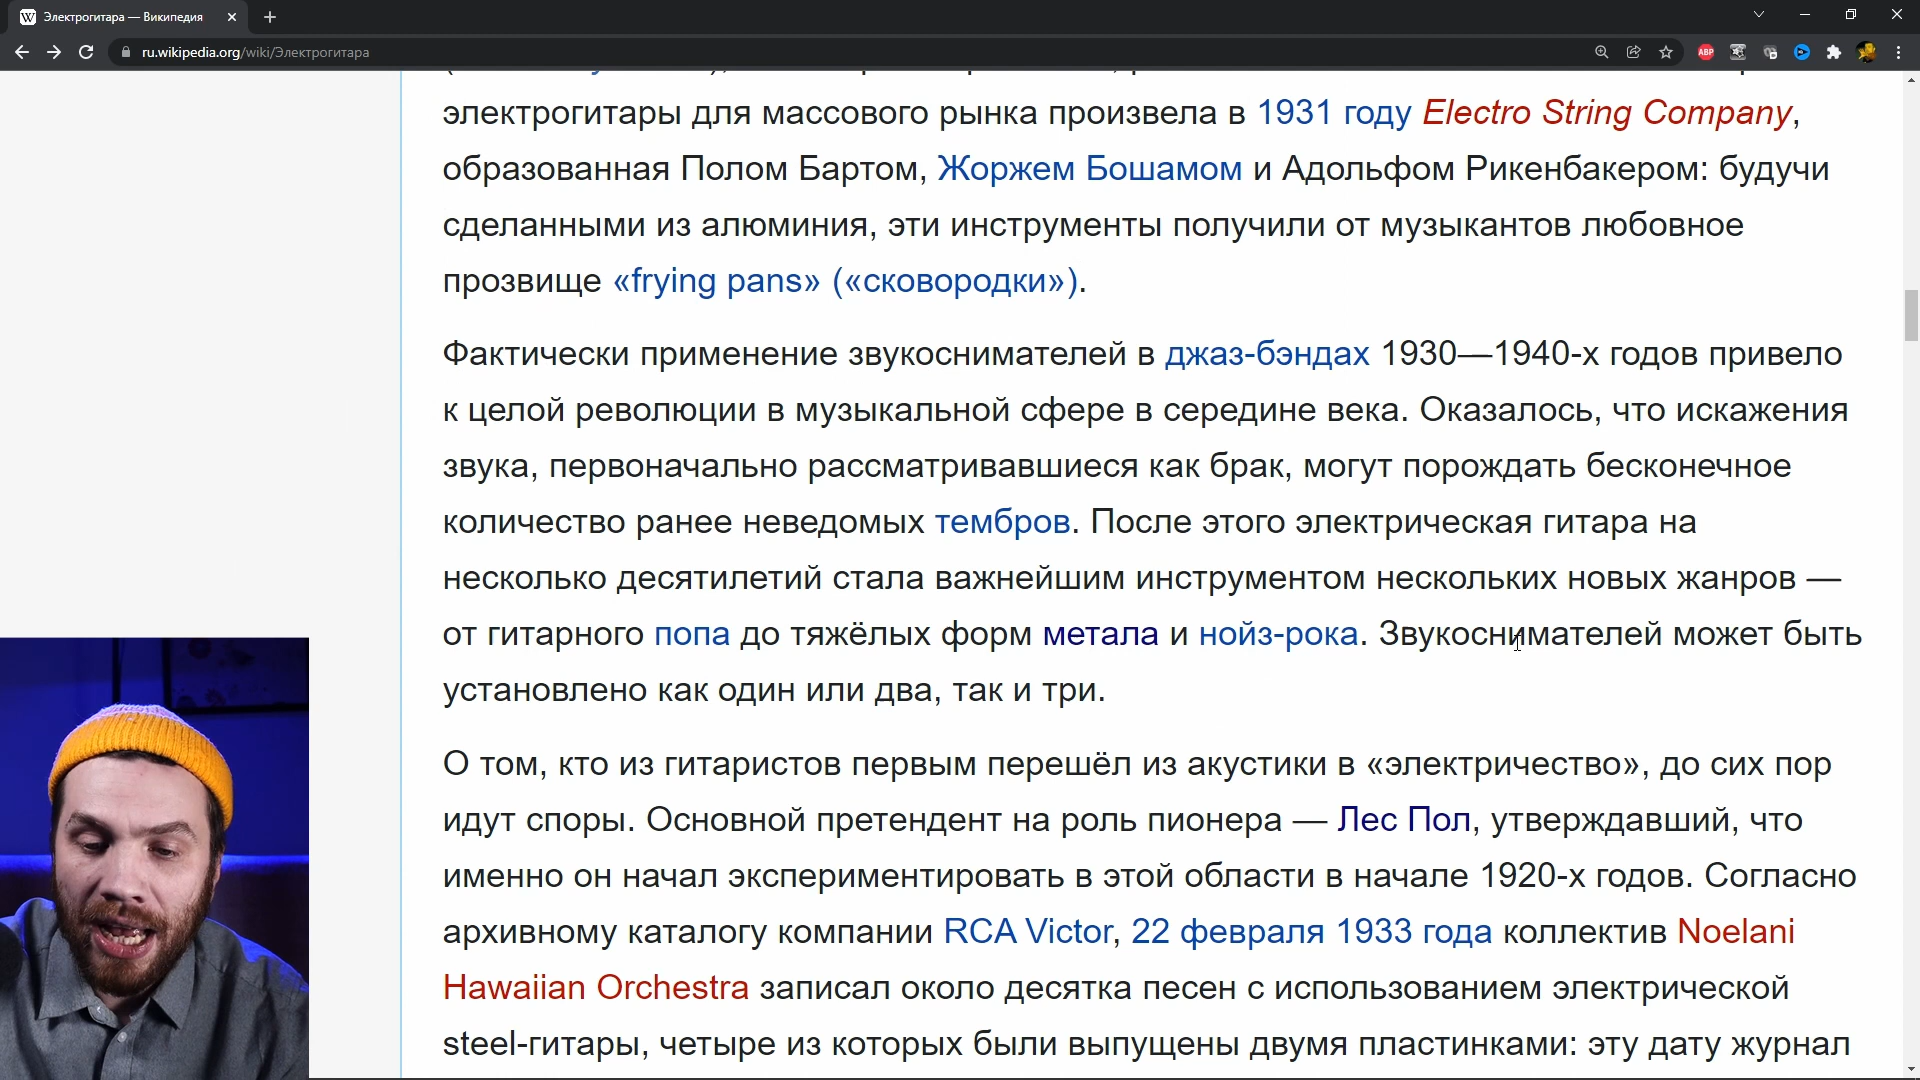 Электрогитара — Википедия
ru.wikipedia.org/wiki/Электрогитара
ABP
электрогитары для массового рынка произвела в 1931 году Electro String Company,
образованная Полом Бартом, Жоржем Бошамом и Адольфом Рикенбакером: будучи
сделанными из алюминия, эти инструменты получили от музыкантов любовное
прозвище «frying pans» («сковородки»).
Фактически применение звукоснимателей в джаз-бэндах 1930—1940-х годов привело
к целой революции в музыкальной сфере в середине века. Оказалось, что искажения
звука, первоначально рассматривавшиеся как брак, могут порождать бесконечное
количество ранее неведомых тембров. После этого электрическая гитара на
несколько десятилетий стала важнейшим инструментом нескольких новых жанров —
от гитарного попа до тяжёлых форм метала и нойз-рока. Звукоснимателей может быть
установлено как один или два, так и три.
О том, кто из гитаристов первым перешёл из акустики в «электричество», до сих пор
идут споры. Основной претендент на роль пионера — Лес Пол, утверждавший, что
именно он начал экспериментировать в этой области в начале 1920-х годов. Согласно
архивному каталогу компании RCA Victor, 22 февраля 1933 года коллектив Noelani
Hawaiian Orchestra записал около десятка песен с использованием электрической
steel-гитары, четыре из которых были выпущены двумя пластинками: эту дату журнал